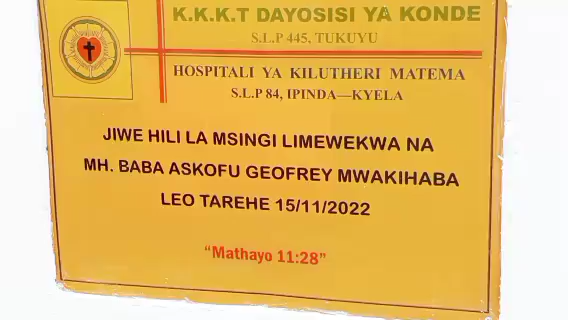 K.K.K.T DAYOSISI YA KONDE
S.L.P 445, TUKUYU
HOSPITALI YA KILUTHERI MATEMA
S.L.P 84, IPINDA—KYELA
JIWE HILI LA MSINGI LIMEWEKWA NA
MH. BABA ASKOFU GEOFREY MWAKIHABA
LEO TAREHE 15/11/2022
“Mathayo 11:28”